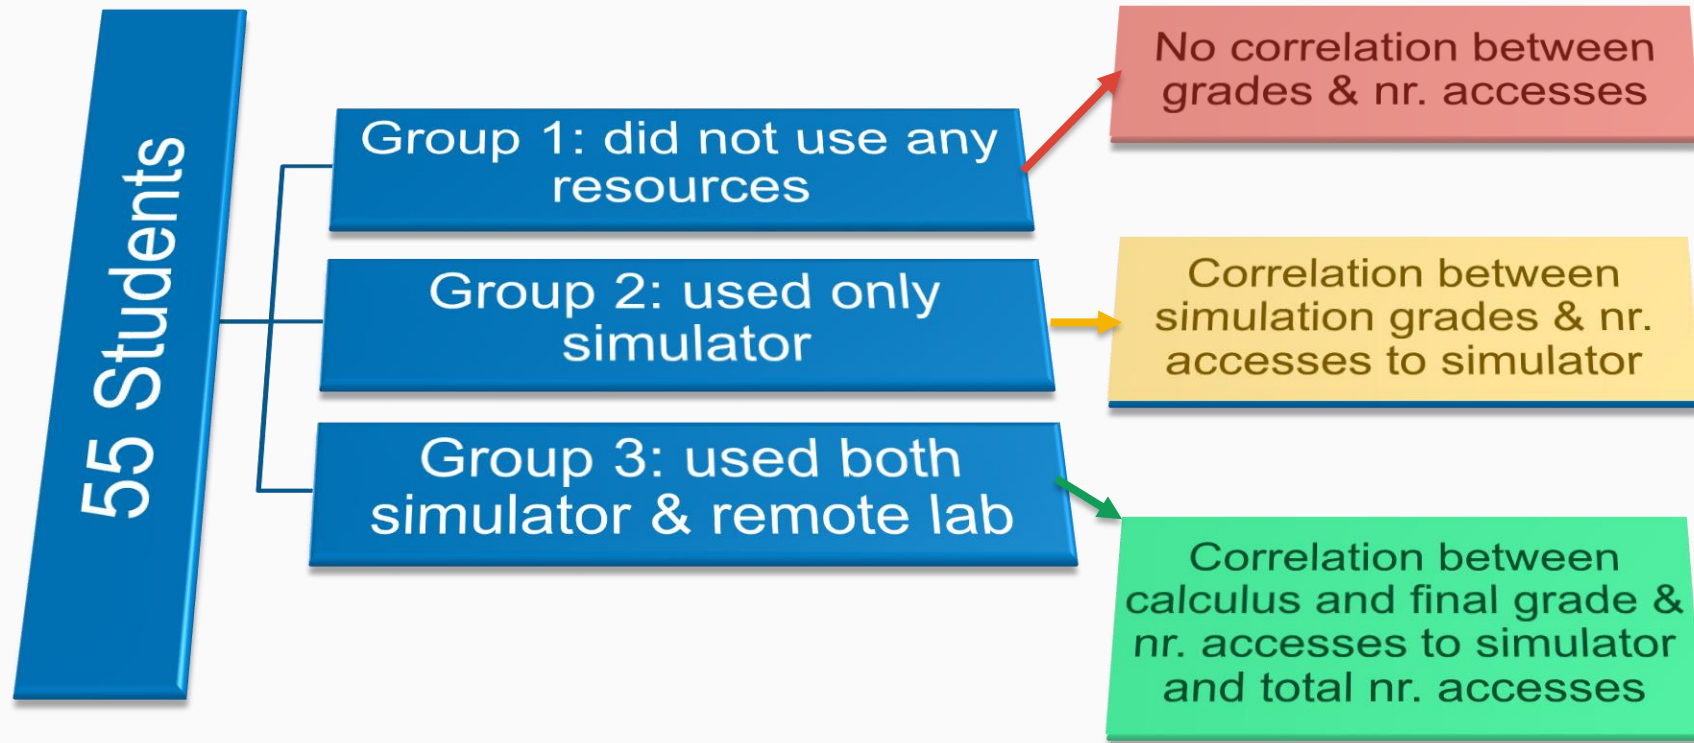 55 Students
Group 1: did not use any
resources
No correlation between
grades & nr. accesses
Group 2: used only
simulator
Correlation between
simulation grades & nr.
accesses to simulator
Group 3: used both
simulator & remote lab
Correlation between
calculus and final grade &
nr. accesses to simulator
and total nr. accesses